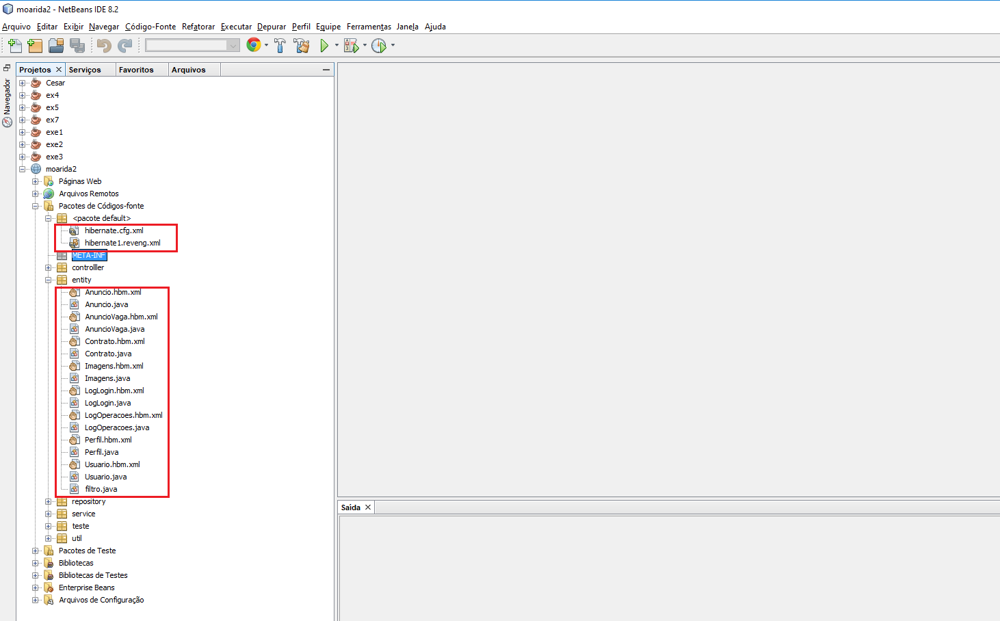 moarida2 - NetBeans IDE 8.2
Arquivo Editar Exibir Navegar Código-Fonte Refatorar Executar Depurar Perfil Equipe Ferramentas Janela Ajuda
Projetos Serviços Favoritos Arquivos
Navegador
Cesar
ex4
ex5
ex7
exe1
exe2
exe3
moarida2
Páginas Web
Arquivos Remotos
Pacotes de Códigos-fonte
<pacote default>
hibernate.cfg.xml
hibernate1.reveng.xml
META-INF
controlller
entity
Anuncio.hbm.xml
Anuncio.java
AnuncioVaga.hbm.xml
AnuncioVaga.java
Contrato.hbm.xml
Contrato.java
Imagens.hbm.xml
Imagens.java
LogLogin.hbm.xml
LogLogin.java
LogOperacoes.hbm.xml
LogOperacoes.java
Perfil.hbm.xml
Perfil.java
Usuario.hbm.xml
Usuario.java
filtro.java
repository
service
teste
util
Pacotes de Teste
Bibliotecas
Bibliotecas de Testes
Enterprise Beans
Arquivos de Configuração
Saída